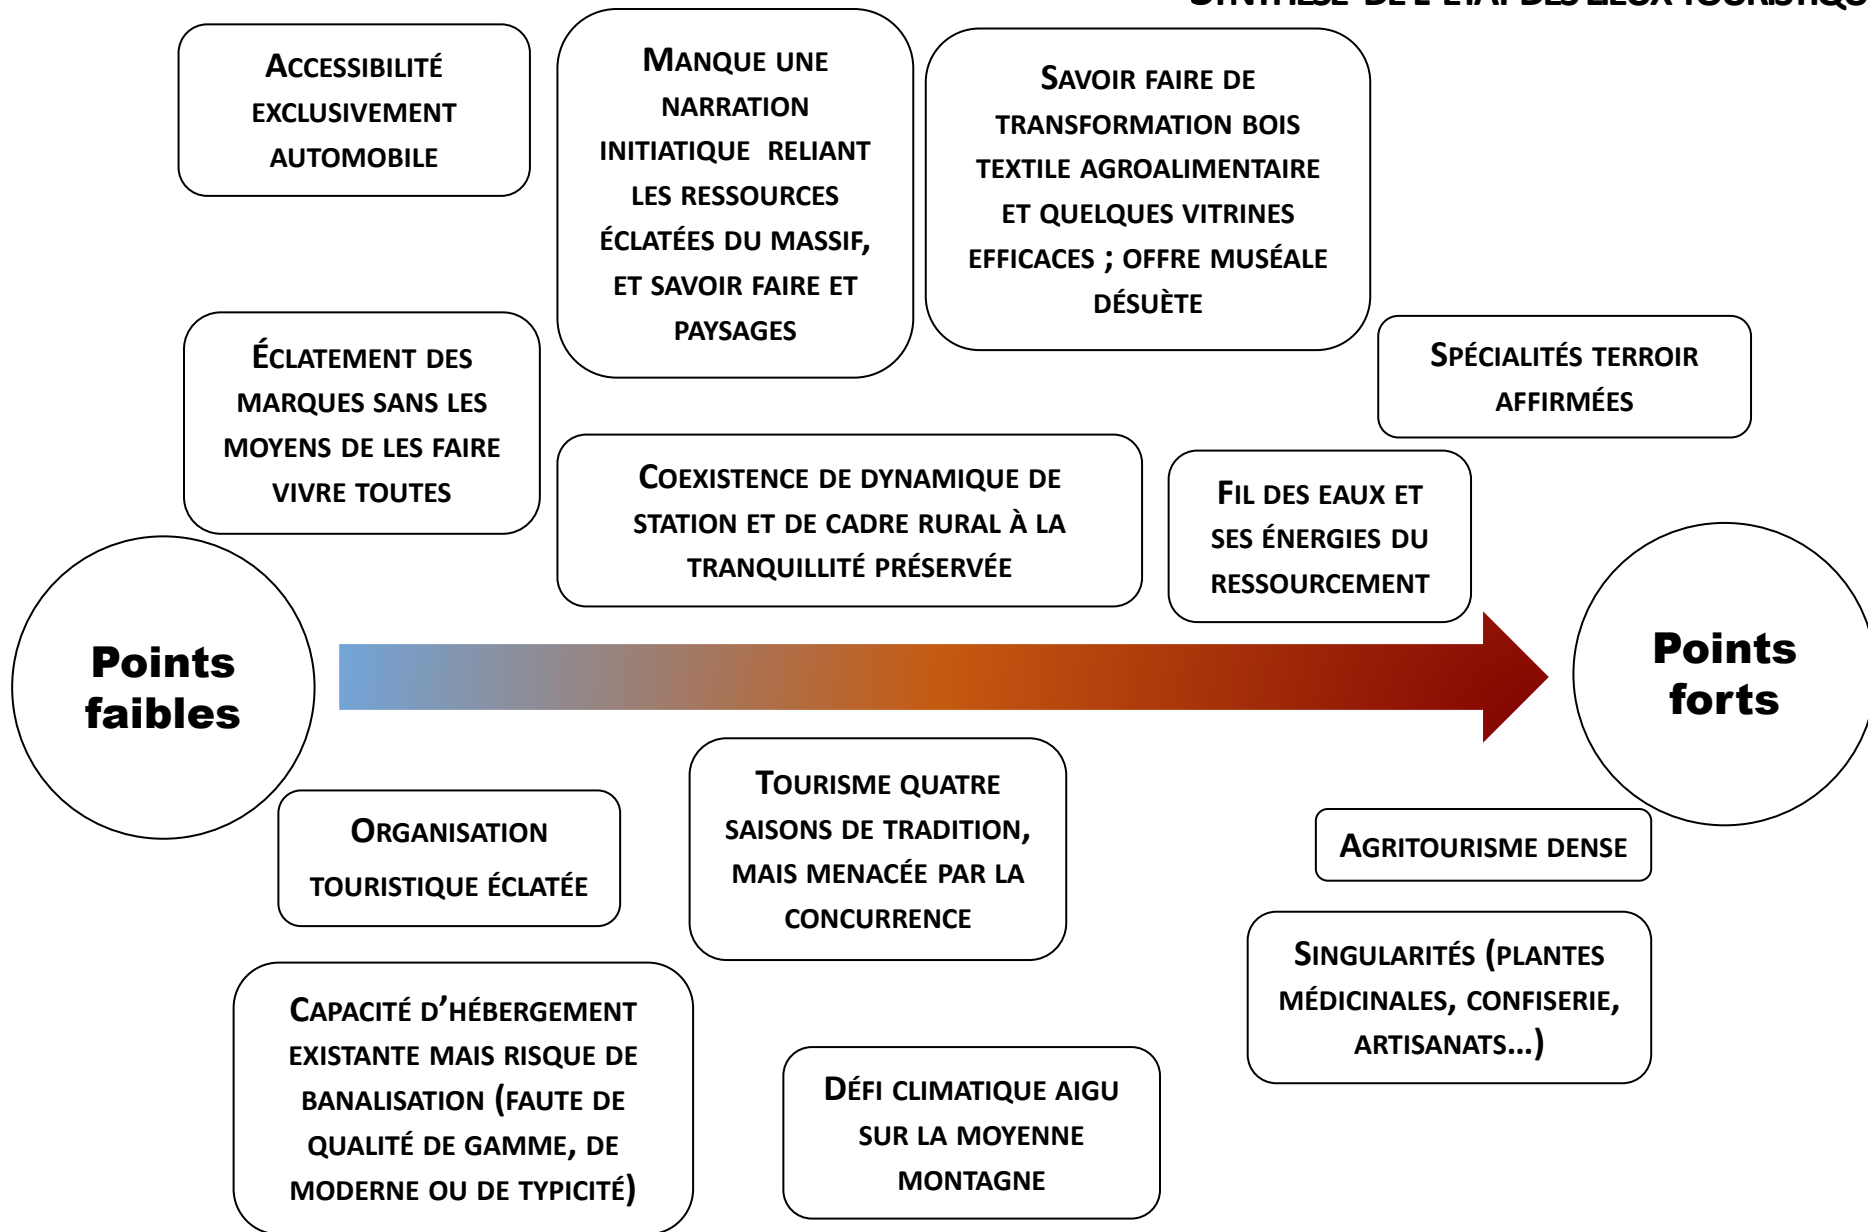 SYNTHÈSE DE L'ÉTAT DES LIEUX TOURISTIQU
ACCESSIBILITÉ
EXCLUSIVEMENT
AUTOMOBILE
MANQUE UNE
NARRATION
INITIATIQUE RELIANT
LES RESSOURCES
ÉCLATÉES DU MASSIF,
ET SAVOIR FAIRE ET
PAYSAGES
SAVOIR FAIRE DE
TRANSFORMATION BOIS
TEXTILE AGROALIMENTAIRE
ET QUELQUES VITRINES
EFFICACES ; OFFRE MUSÉALE
DÉSUÈTE
ÉCLATEMENT DES
MARQUES SANS LES
MOYENS DE LES FAIRE
VIVRE TOUTES
SPÉCIALITÉS TERROIR
AFFIRMÉES
COEXISTENCE DE DYNAMIQUE DE
STATION ET DE CADRE RURAL À LA
TRANQUILLITÉ PRÉSERVÉE
FIL DES EAUX ET
SES ÉNERGIES DU
RESSOURCEMENT
Points
faibles
Points
forts
ORGANISATION
TOURISTIQUE ÉCLATÉE
TOURISME QUATRE
SAISONS DE TRADITION,
MAIS MENACÉE PAR LA
CONCURRENCE
AGRITOURISME DENSE
SINGULARITÉS (PLANTES
MÉDICINALES, CONFISERIE,
ARTISANATS…)
CAPACITÉ D'HÉBERGEMENT
EXISTANTE MAIS RISQUE DE
BANALISATION (FAUTE DE
QUALITÉ DE GAMME, DE
MODERNE OU DE TYPICITÉ)
DÉFI CLIMATIQUE AIGU
SUR LA MOYENNE
MONTAGNE